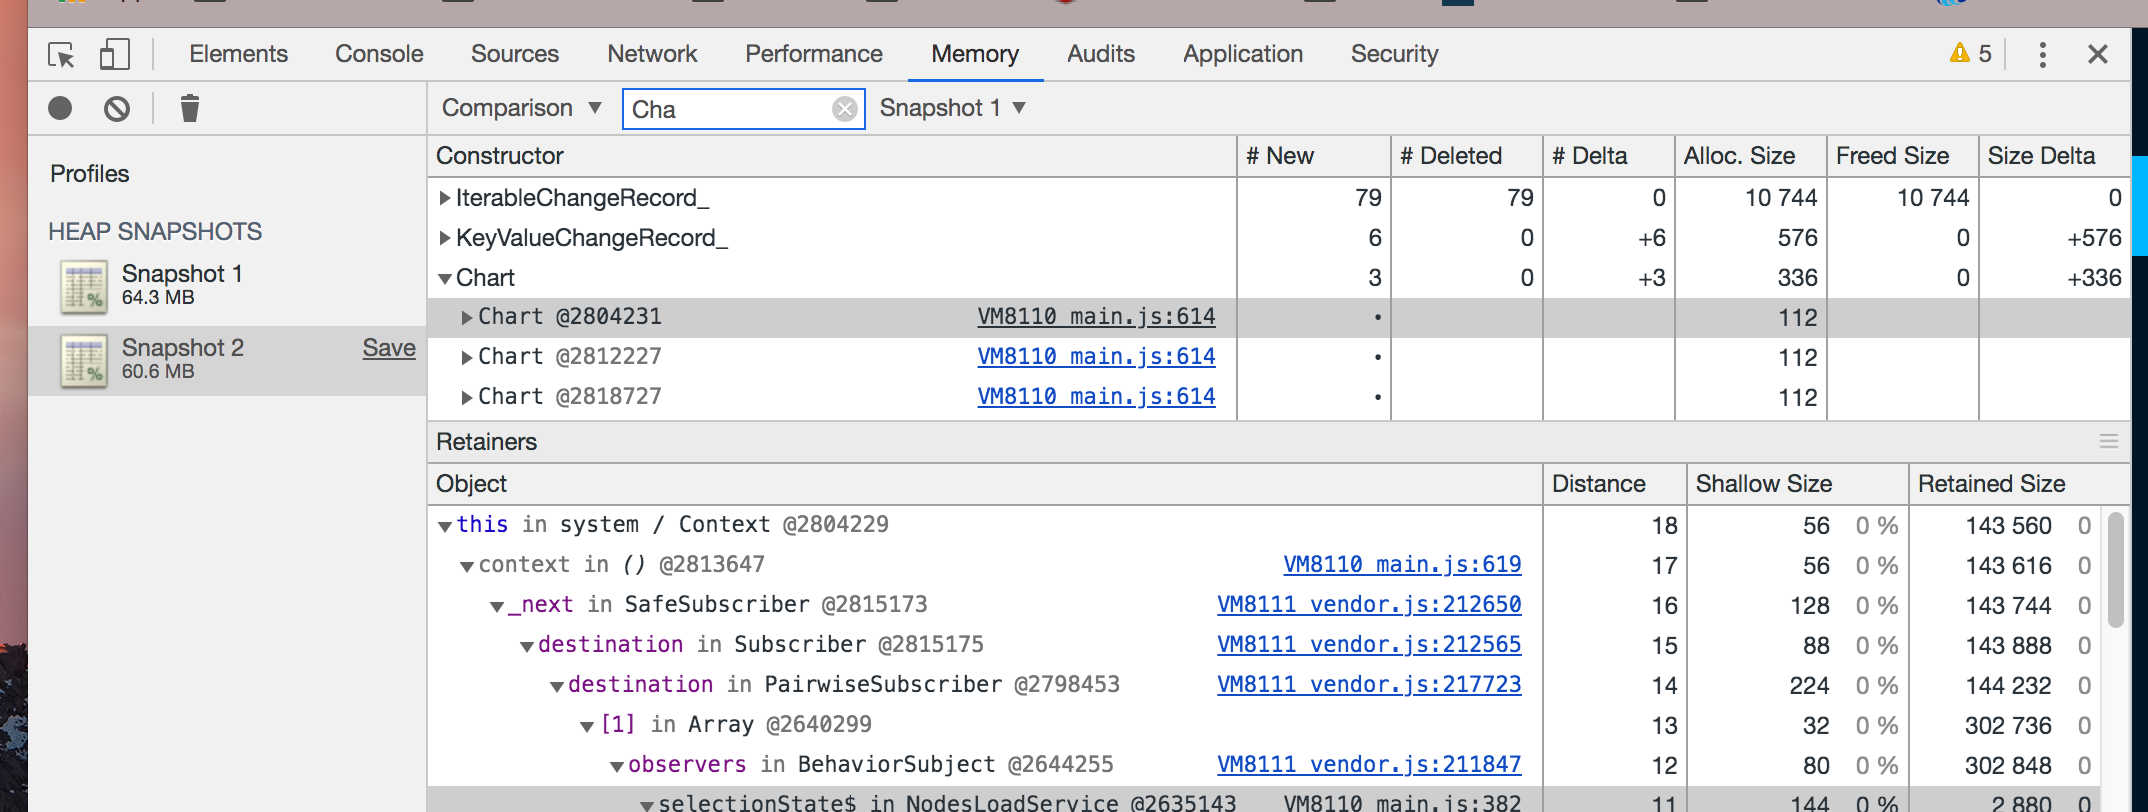 Elements Console Sources Network Performance Memory Audits Application Security 5
Comparison Cha Snapshot 1
Profiles
HEAP SNAPSHOTS
Snapshot 1
64.3 MB
Snapshot 2 Save
60.6 MB
Constructor # New # Deleted # Delta Alloc. Size Freed Size Size Delta
IterableChangeRecord_ 79 79 0 10 744 10 744 0
KeyValueChangeRecord_ 6 0 +6 576 0 +576
Chart 3 0 +3 336 0 +336
Chart @2804231 VM8110 main.js:614 • 112
Chart @2812227 VM8110 main.js:614 • 112
Chart @2818727 VM8110 main.js:614 • 112
Retainers
Object Distance Shallow Size Retained Size
this in system / Context @2804229 18 56 0 % 143 560 0
context in () @2813647 VM8110 main.js:619 17 56 0 % 143 616 0
_next in SafeSubscriber @2815173 VM8111 vendor.js:212650 16 128 0 % 143 744 0
destination in Subscriber @2815175 VM8111 vendor.js:212565 15 88 0 % 143 888 0
destination in PairwiseSubscriber @2798453 VM8111 vendor.js:217723 14 224 0 % 144 232 0
[1] in Array @2640299 13 32 0 % 302 736 0
observers in BehaviorSubject @2644255 VM8111 vendor.js:211847 12 80 0 % 302 848 0
selectionState$ in NodesLoadService @2635143 VM8110 main.js:382 11 144 0 % 2 880 0